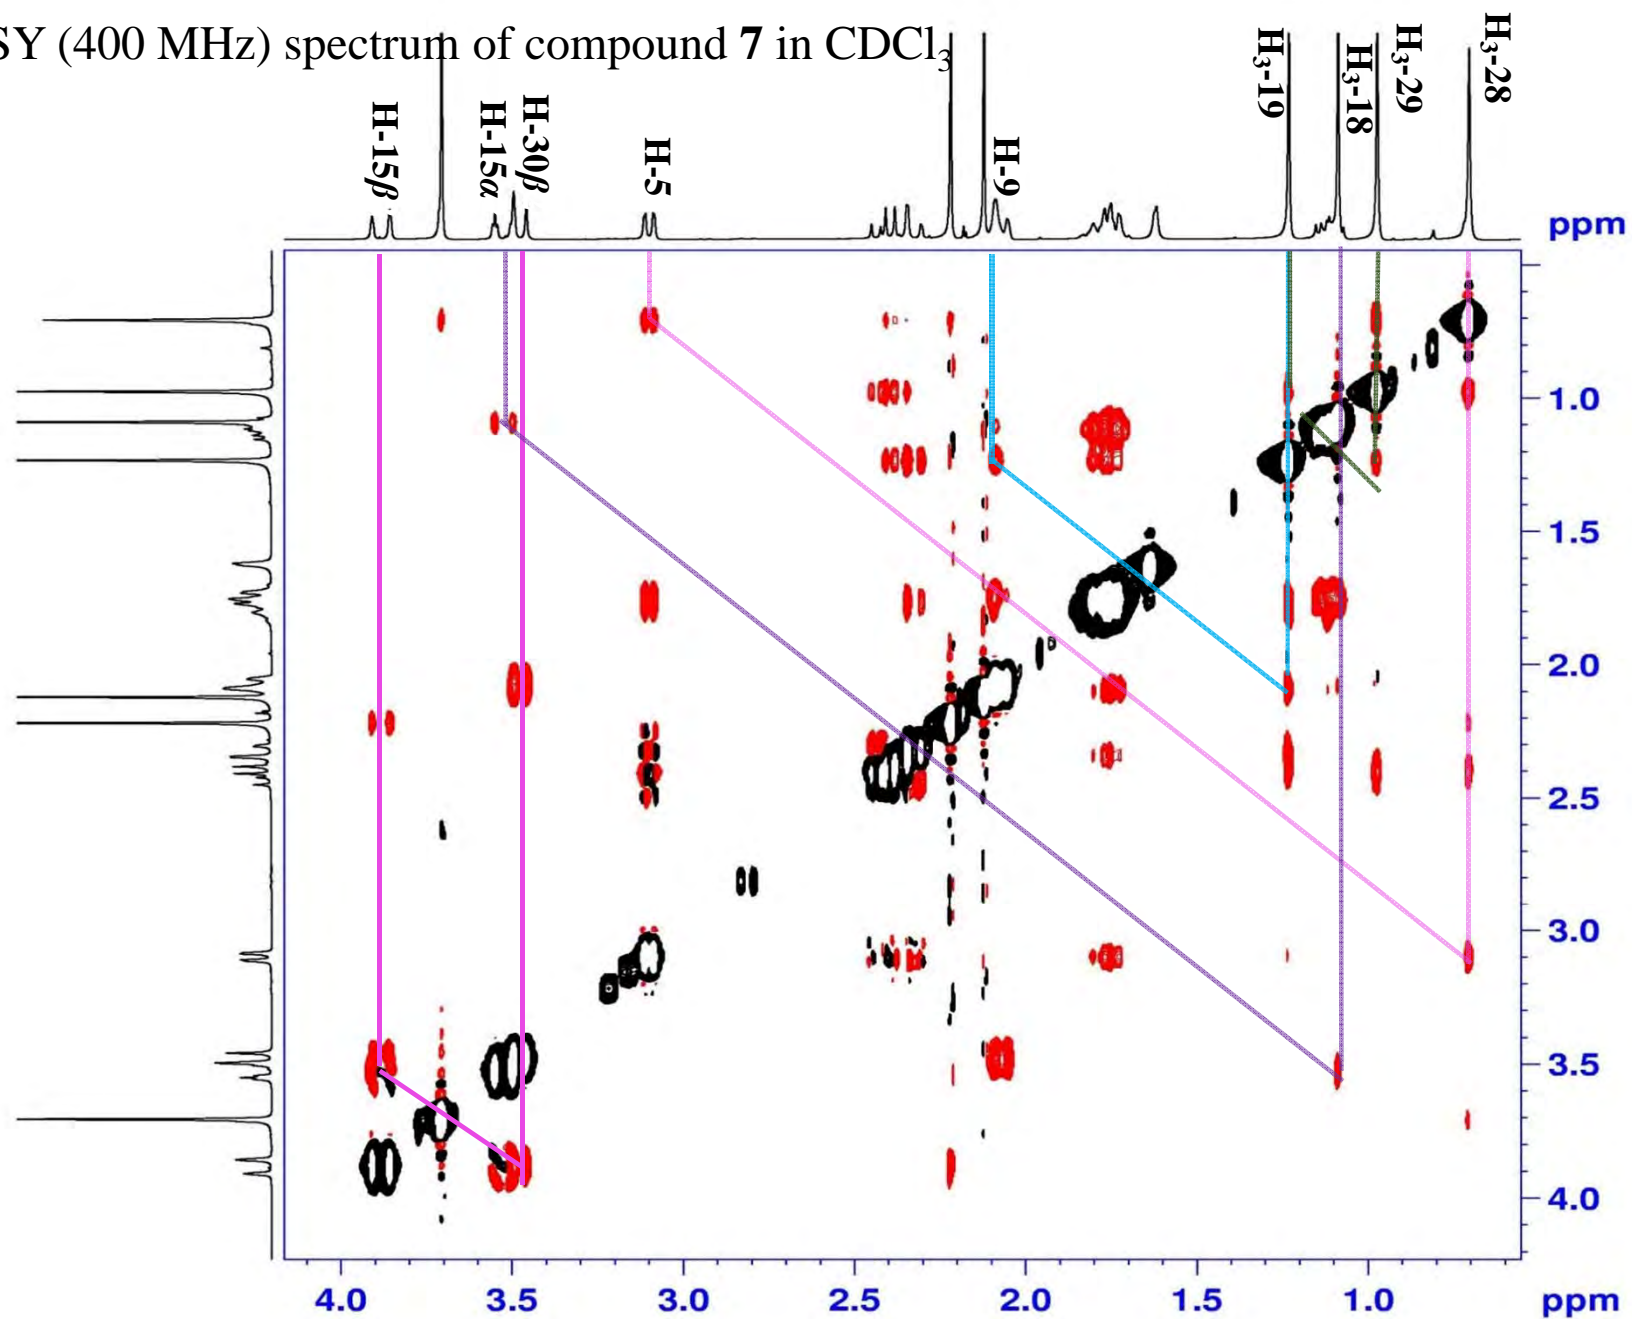 SY (400 MHz) spectrum of compound 7 in CDCl₃
H-15β
H-15α
H-30β
H-5
H-9
H₃-19
H₃-18
H₃-29
H₃-28
ppm
1.0
1.5
2.0
2.5
3.0
3.5
4.0
4.0 3.5 3.0 2.5 2.0 1.5 1.0 ppm